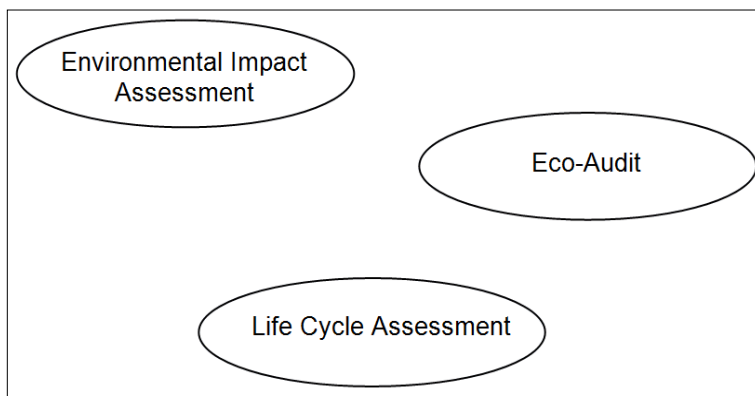 Environmental Impact
Assessment
Eco-Audit
Life Cycle Assessment